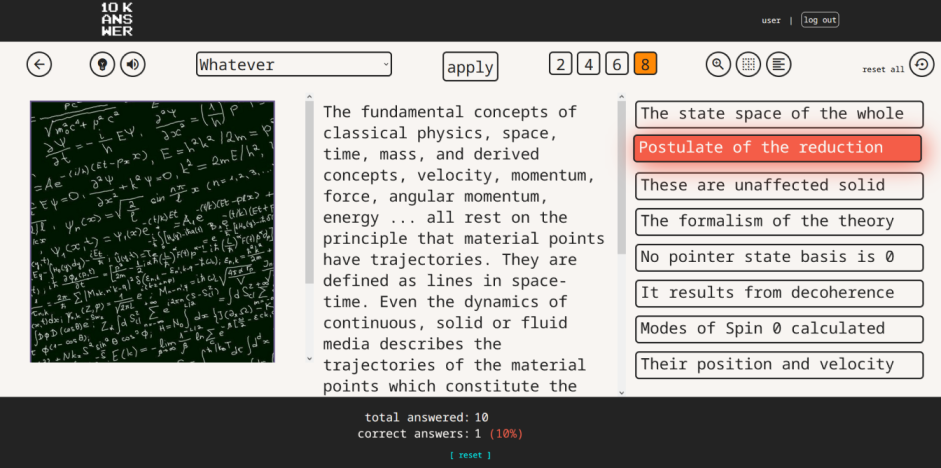 10 K
ANS
WER
user | log out
Whatever
apply
2 4 6 8
reset all
The fundamental concepts of
classical physics, space,
time, mass, and derived
concepts, velocity, momentum,
force, angular momentum,
energy ... all rest on the
principle that material points
have trajectories. They are
defined as lines in space-
time. Even the dynamics of
continuous, solid or fluid
media describes the
trajectories of the material
points which constitute the
The state space of the whole
Postulate of the reduction
These are unaffected solid
The formalism of the theory
No pointer state basis is 0
It results from decoherence
Modes of Spin 0 calculated
Their position and velocity
total answered: 10
correct answers: 1 (10%)
[ reset ]